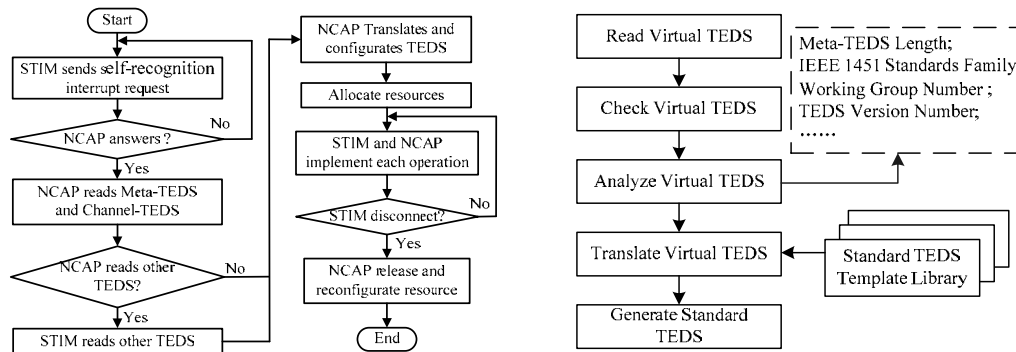 Start
STIM sends self-recognition
interrupt request
NCAP answers ?
No
Yes
NCAP reads Meta-TEDS
and Channel-TEDS
NCAP reads other
TEDS?
No
Yes
STIM reads other TEDS
NCAP Translates and
configurates TEDS
Allocate resources
STIM and NCAP
implement each operation
STIM disconnect?
No
Yes
NCAP release and
reconfigurate resource
End
Read Virtual TEDS
Check Virtual TEDS
Analyze Virtual TEDS
Translate Virtual TEDS
Generate Standard
TEDS
Meta-TEDS Length;
IEEE 1451 Standards Family
Working Group Number ;
TEDS Version Number;
……
Standard TEDS
Template Library